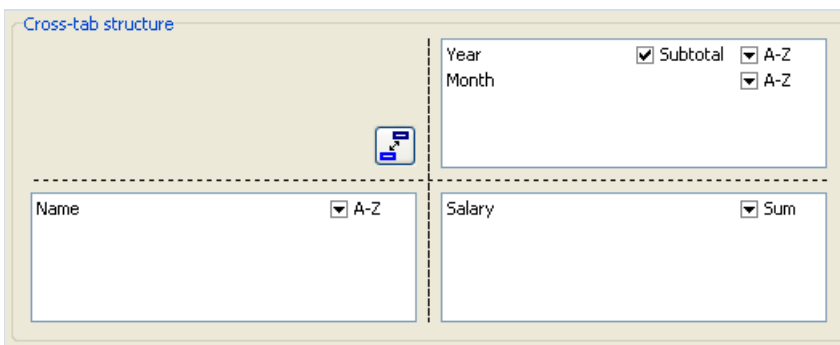 Cross-tab structure
Year Subtotal A-Z
Month A-Z
Name A-Z
Salary Sum